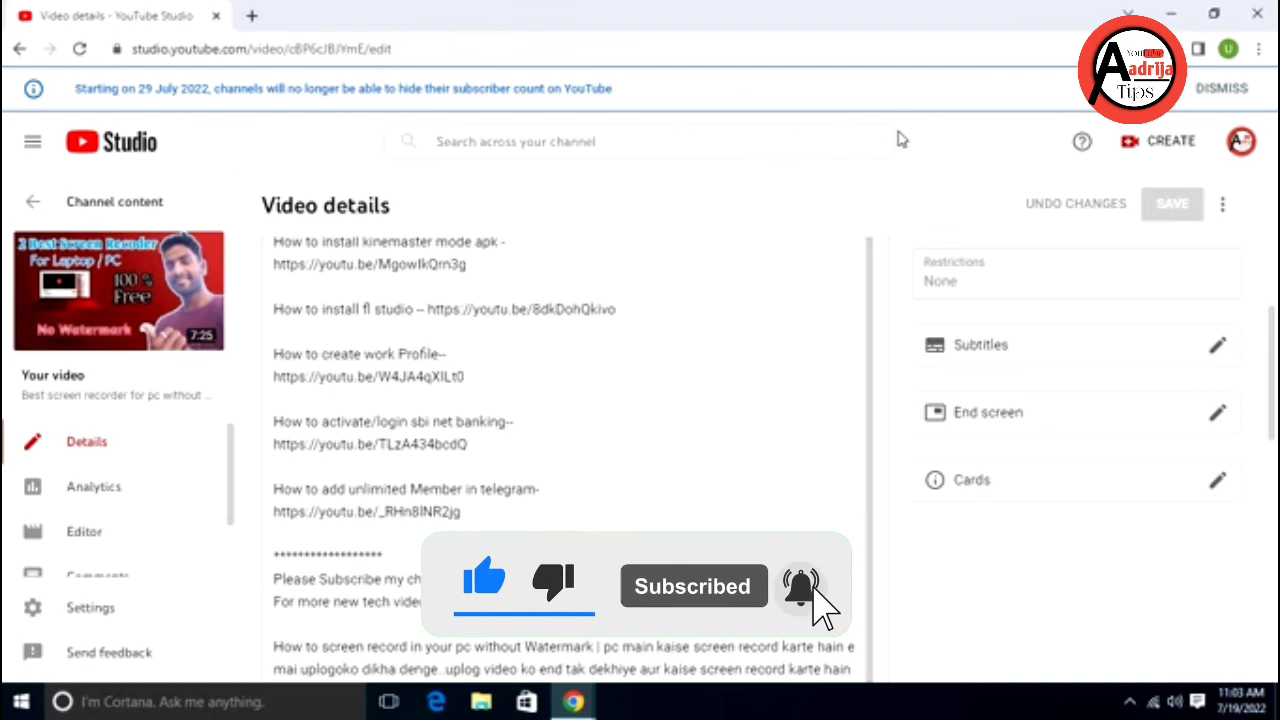 Video details - YouTube Studio
studio.youtube.com/video/cBP6cJBJYmE/edit
Starting on 29 July 2022, channels will no longer be able to hide their subscriber count on YouTube
DISMISS
You
Aadrija
Tips
Studio
Search across your channel
CREATE
Channel content
Video details
UNDO CHANGES
SAVE
2 Best Screen Recorder
For Laptop / PC
100 %
Free
No Watermark
7:25
Your video
Best screen recorder for pc without ...
Details
Analytics
Editor
Comments
Settings
Send feedback
How to install kinemaster mode apk -
https://youtu.be/MgowIkQrn3g
How to install fl studio – https://youtu.be/8dkDohQkivo
How to create work Profile--
https://youtu.be/W4JA4qXILt0
How to activate/login sbi net banking--
https://youtu.be/TLzA434bcdQ
How to add unlimited Member in telegram-
https://youtu.be/_RHn8lNR2jg
******************
Please Subscribe my ch
For more new tech vide
How to screen record in your pc without Watermark | pc main kaise screen record karte hain e
mai uplogoko dikha denge..uplog video ko end tak dekhiye aur kaise screen record karte hain
Restrictions
None
Subtitles
End screen
Cards
Subscribed
I'm Cortana. Ask me anything.
11:03 AM
7/19/2022